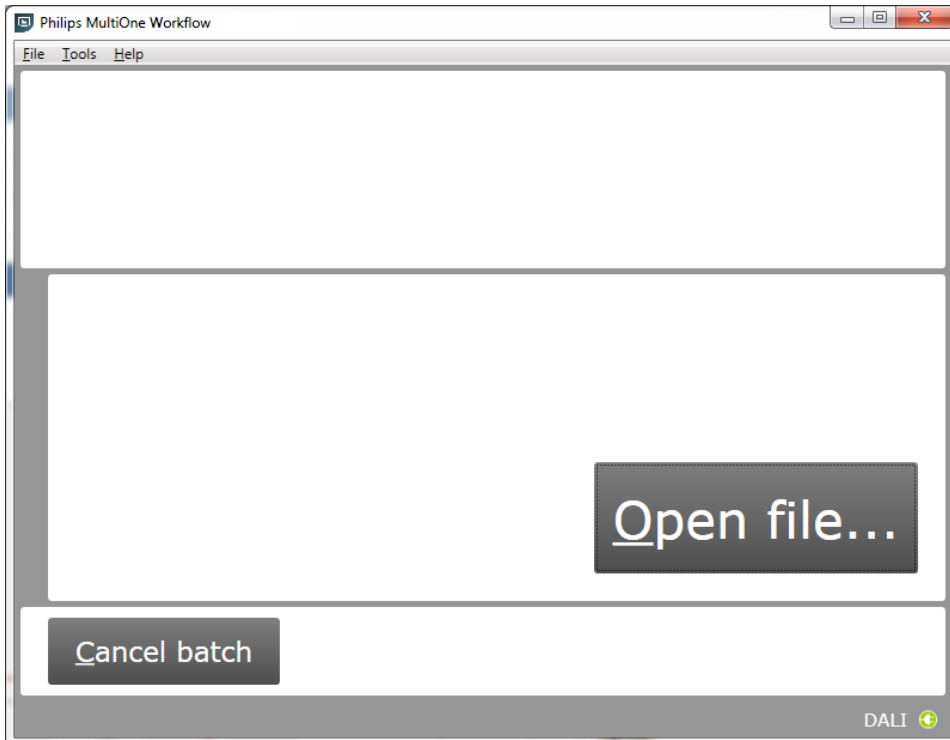 Philips MultiOne Workflow
File Tools Help
Open file...
Cancel batch
DALI